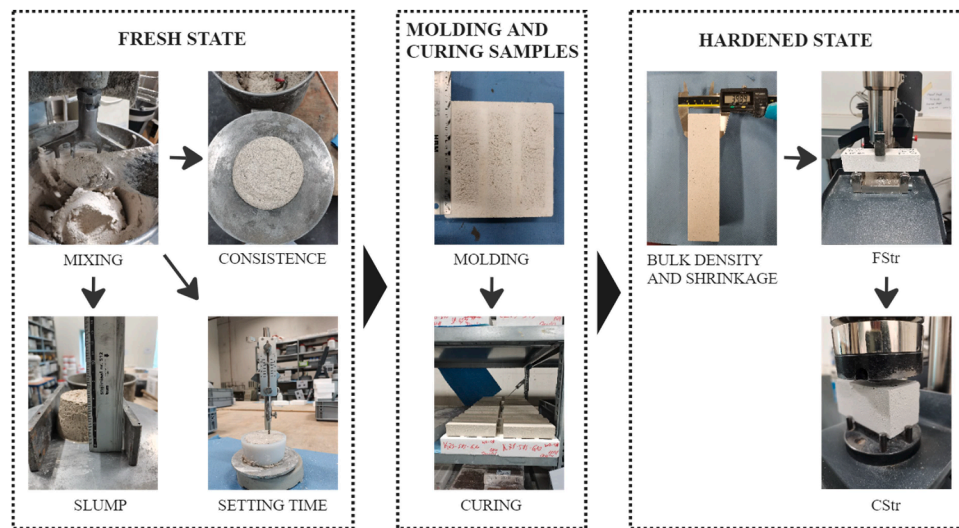 FRESH STATE
MIXING
CONSISTENCE
SLUMP
SETTING TIME
MOLDING AND
CURING SAMPLES
MOLDING
CURING
HARDENED STATE
BULK DENSITY
AND SHRINKAGE
FStr
CStr